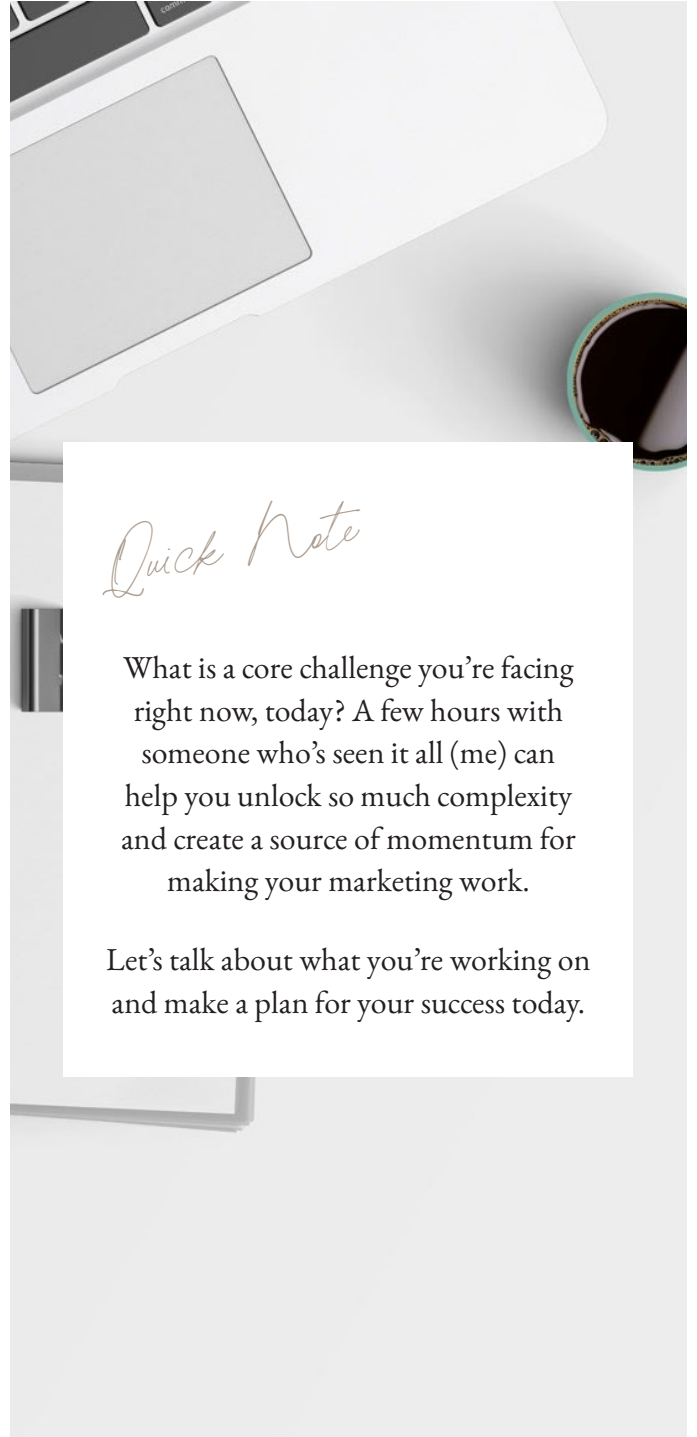 Quick Note
What is a core challenge you're facing
right now, today? A few hours with
someone who's seen it all (me) can
help you unlock so much complexity
and create a source of momentum for
making your marketing work.
Let's talk about what you're working on
and make a plan for your success today.